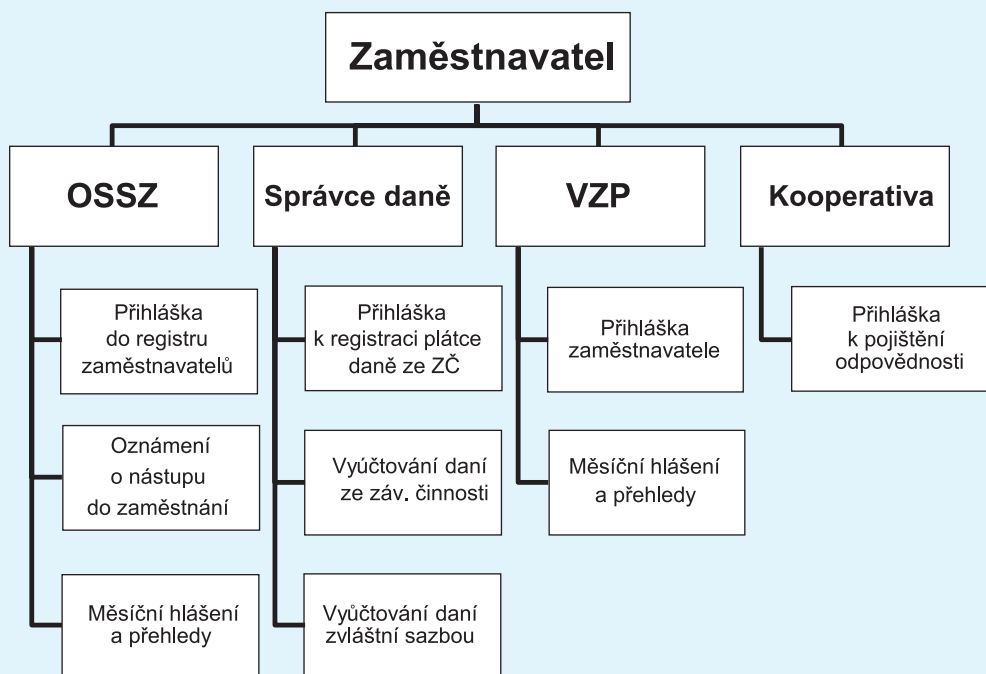 Zaměstnavatel
OSSZ
Přihláška
do registru
zaměstnavatelů
Oznámení
o nástupu
do zaměstnání
Měsíční hlášení
a přehledy
Správce daně
Přihláška
k registraci plátce
daně ze ZČ
Vyúčtování daní
ze záv. činnosti
Vyůčtování daní
zvláštní sazbou
VZP
Přihláška
zaměstnavatele
Měsíční hlášení
a přehledy
Kooperativa
Přihláška
k pojištění
odpovědnosti